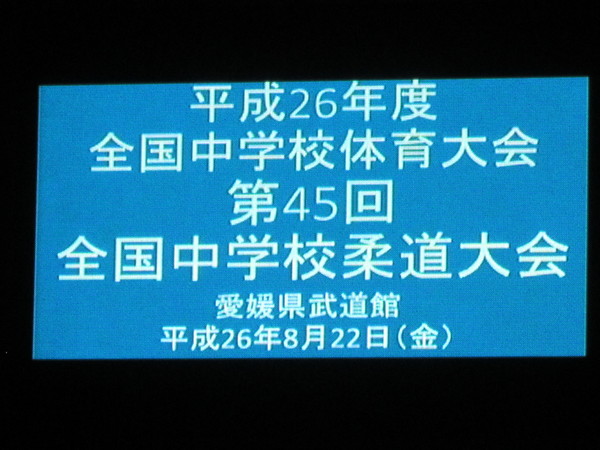 平成26年度
全国中学校体育大会
第45回
全国中学校柔道大会
愛媛県武道館
平成26年8月22日(金)